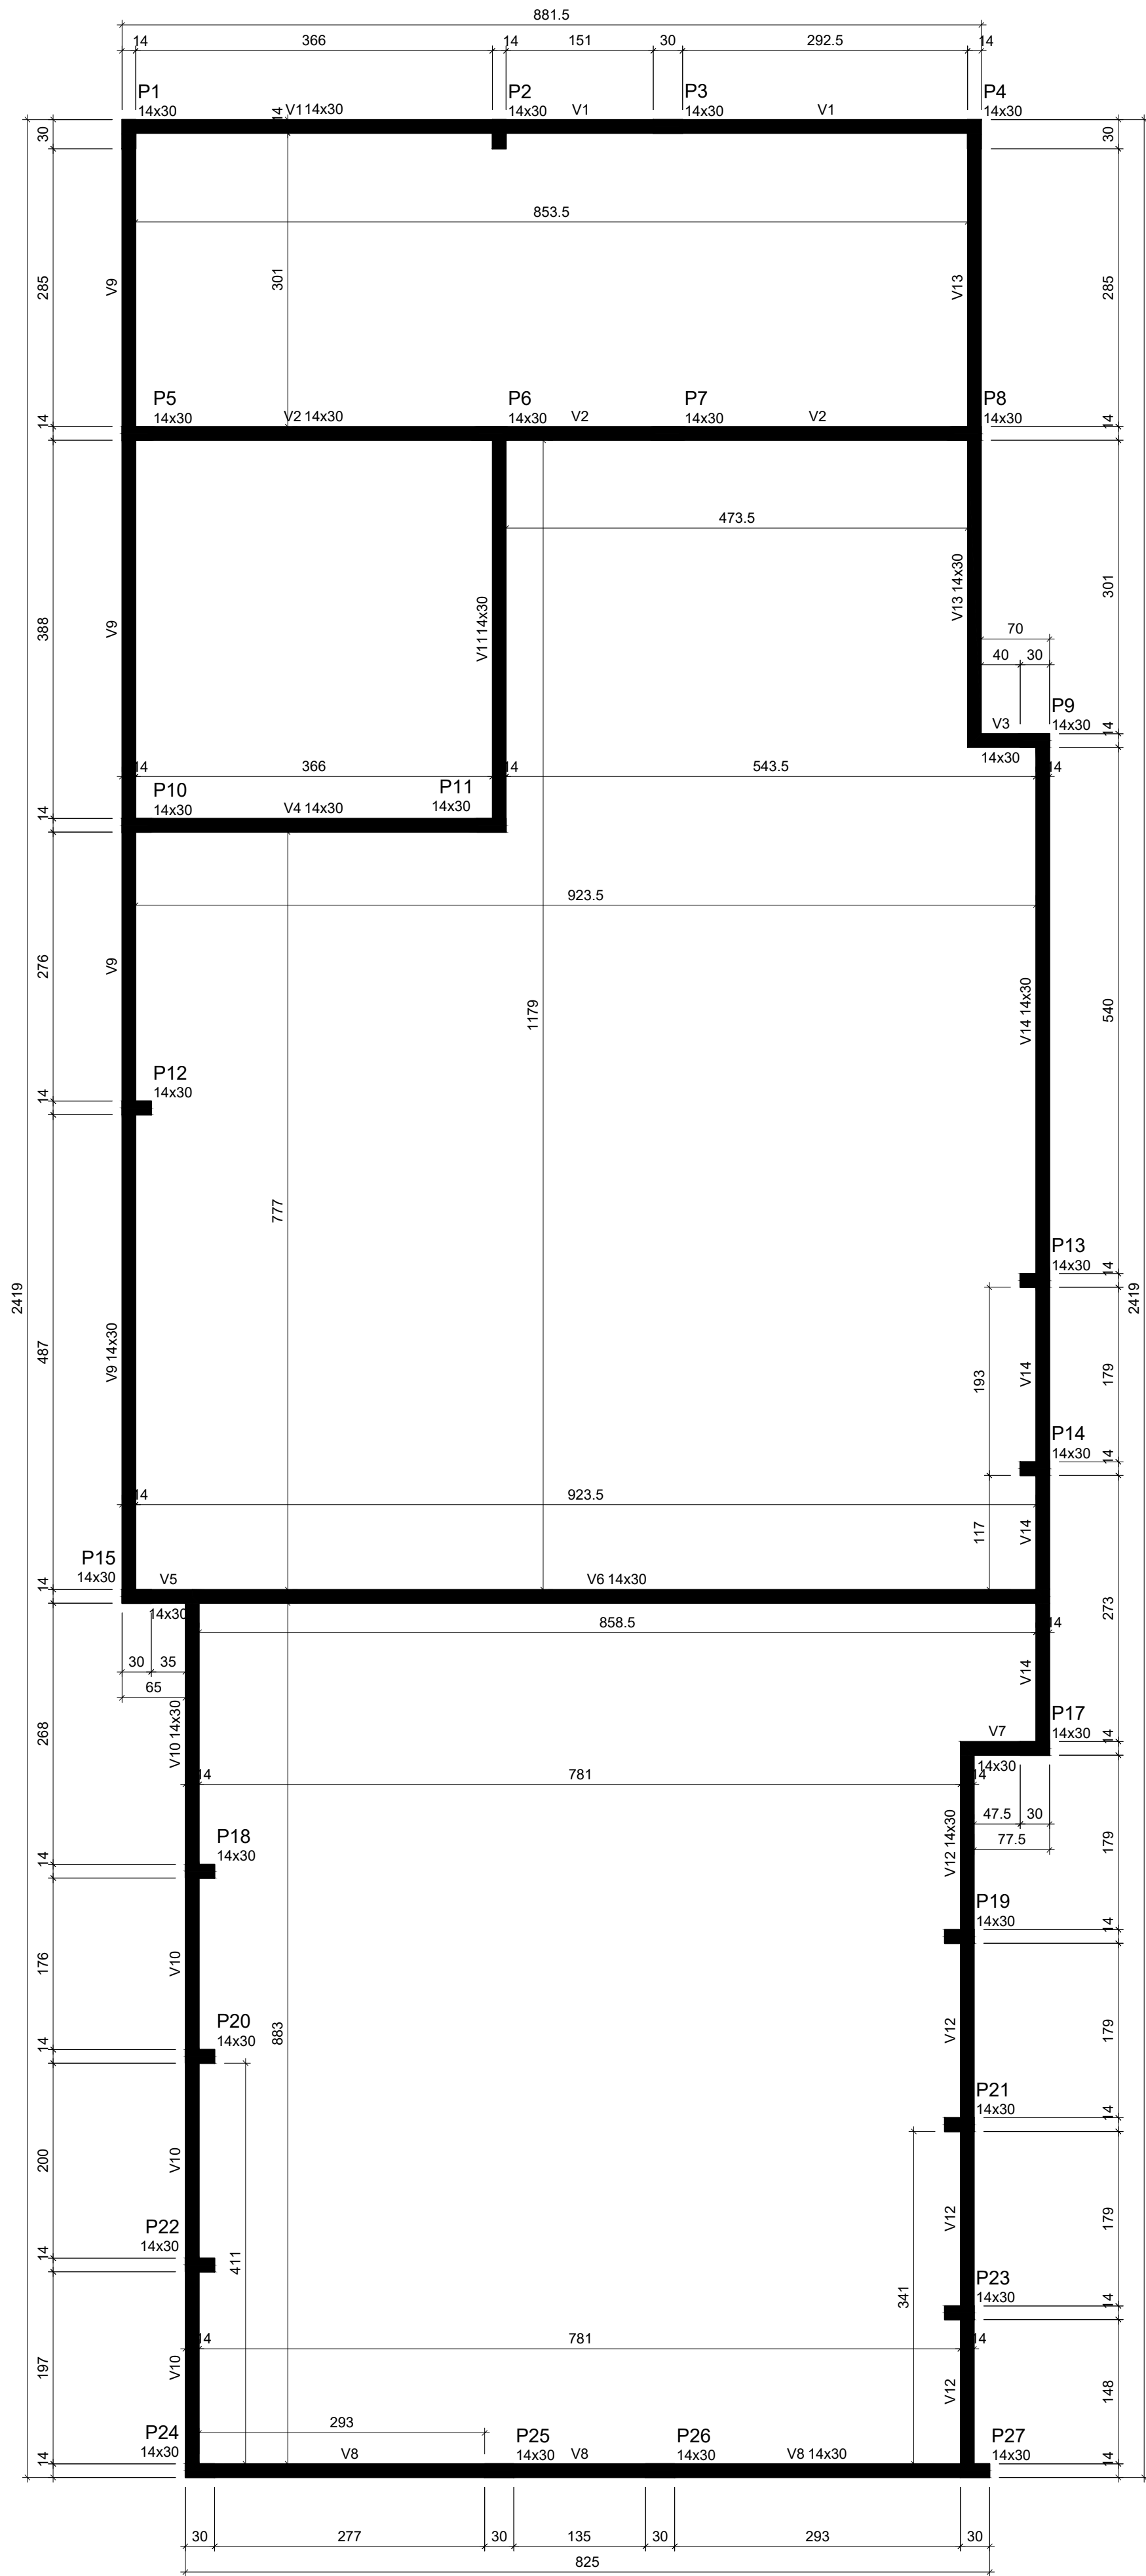 881.5
14 366 14 151 30 292.5 14
P1 P2 P3 P4
14x30 V1 14x30 14x30 V1 14x30 V1 14x30
14
30 30
853.5
285 V9 301 V13 285
P5 P6 P7 P8
14x30 V2 14x30 14x30 V2 14x30 V2 14x30
14 14
473.5
388 V9 V11 14x30 V13 14x30 301
70
40 30
P9
V3 14x30 14
14x30
14 366 14 543.5 14
P10 P11
14x30 V4 14x30 14x30
14
923.5
276 V9 1179 V14 14x30 540
P12
14 14x30
777
P13
14x30 14
2419 2419
487 V9 14x30 193 V14 179
P14
14x30 14
14 923.5
117 V14
P15
14x30 V5 V6 14x30
14 14x30 273
858.5 14
30 35
65
V14
268 V10 14x30
P17
V7 14x30 14
14x30
14 781 14
47.5 30
77.5
V12 14x30 179
P18
14 14x30
P19
14x30 14
176 V10
P20
14 14x30
883 V12 179
P21
14x30 14
200 V10
V12 179
P22
14x30
14 411
341
P23
14x30 14
14 781 14
197 V10 V12 148
293
P24 P25 P26 P27
14x30 V8 14x30 V8 14x30 V8 14x30 14x30
14 14
30 277 30 135 30 293 30
825